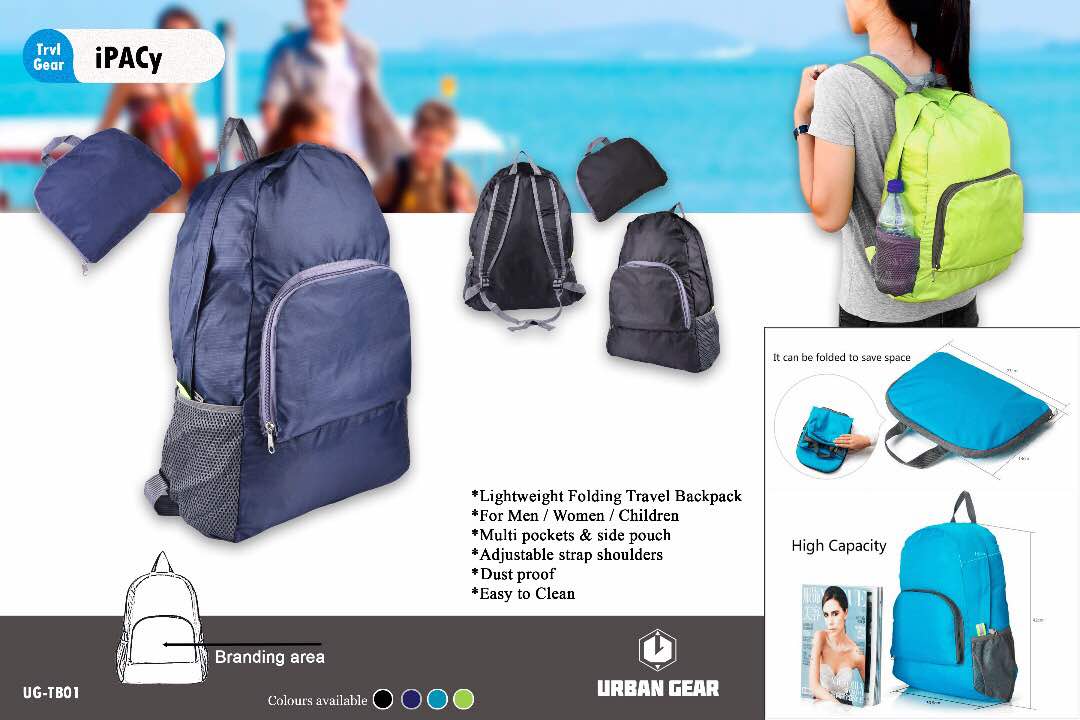 Trvl
Gear
iPACy
It can be folded to save space
*Lightweight Folding Travel Backpack
*For Men / Women / Children
*Multi pockets & side pouch
*Adjustable strap shoulders
*Dust proof
*Easy to Clean
High Capacity
Branding area
UG-TB01
Colours available
URBAN GEAR